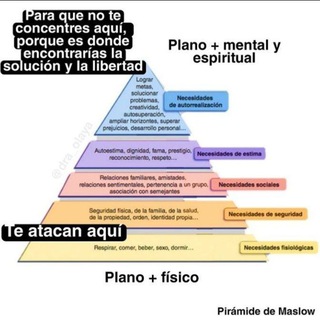 Para que no te
concentres aquí,
porque es donde
encontrarías la
solución y la libertad
Plano + mental y
espiritual
Lograr
metas,
solucionar
problemas,
creatividad,
autosuperación,
ampliar horizontes, superar
prejuicios, desarrollo personal...
Necesidades
de autorrealización
Autoestima, dignidad, fama, prestigio,
reconocimiento, respeto...
Necesidades de estima
Relaciones familiares, amistades,
relaciones sentimentales, pertenencia a un grupo,
asociación con semejantes
Necesidades sociales
Seguridad física, de la familia, de la salud,
de la propiedad, orden, identidad propia...
Necesidades de seguridad
Te atacan aquí
Respirar, comer, beber, sexo, dormir...
Necesidades fisiológicas
Plano + físico
Pirámide de Maslow